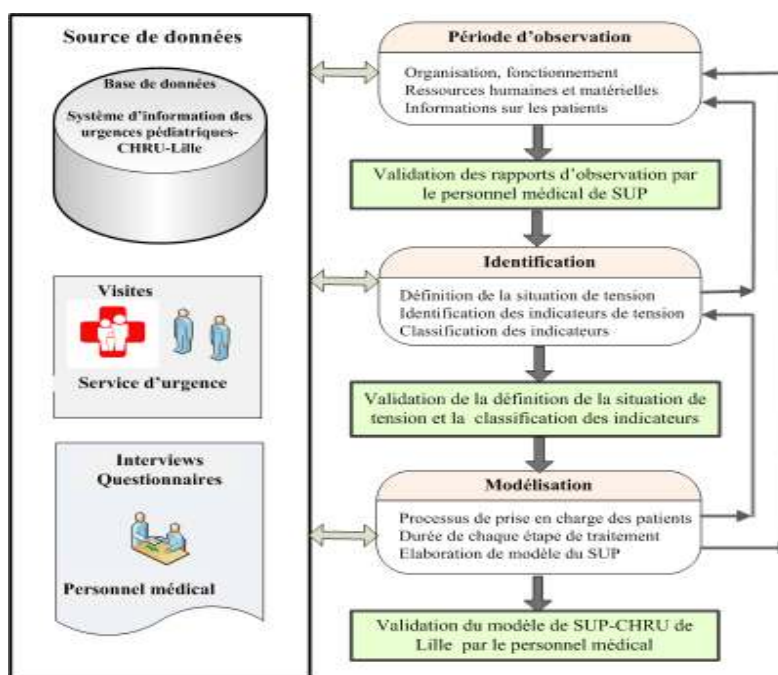 Source de données
Base de données
Système d'information des
urgences pédiatriques-
CHRU-Lille
Visites
Service d'urgence
Interviews
Questionnaires
Personnel médical
Période d'observation
Organisation, fonctionnement
Ressources humaines et matérielles
Informations sur les patients
Validation des rapports d'observation par
le personnel médical de SUP
Identification
Définition de la situation de tension
Identification des indicateurs de tension
Classification des indicateurs
Validation de la définition de la situation de
tension et la classification des indicateurs
Modélisation
Processus de prise en charge des patients
Durée de chaque étape de traitement
Elaboration de modèle du SUP
Validation du modèle de SUP-CHRU de
Lille par le personnel médical